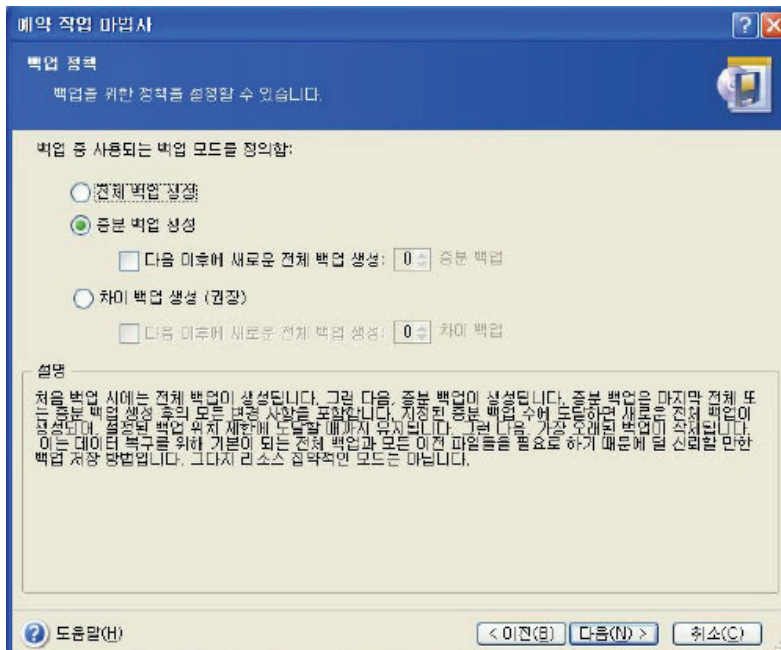 예약 작업 마법사
백업 정책
백업를 위한 정책를 설정할 수 있습니다.
백업 중 사용되는 백업 모드를 정의함:
전체 백업 생성
증분 백업 생성
다음 이후에 새로운 전체 백업 생성: 0 증분 백업
차이 백업 생성 (권장)
다음 이후에 새로운 전체 백업 생성: 0 차이 백업
설명
처음 백업 시에는 전체 백업이 생성됩니다. 그런 다음, 증분 백업이 생성됩니다. 증분 백업은 마지막 전체 또
는 증분 백업 생성 후의 모든 변경 사항을 포함합니다. 지정된 증분 백업 수에 도달하면 새로운 전체 백업이
생성되며, 설정된 백업 위치 제한에 도달할 때까지 유지됩니다. 그런 다음, 가장 오래된 백업이 삭제됩니다.
이는 데이터 복구를 위해 기본이 되는 전체 백업과 모든 이전 파일들을 필요로 하기 때문에 덜 신뢰할 만한
백업 저장 방법입니다. 그다지 리소스 집약적인 모드는 아닙니다.
도움말(H)
< 이전(B) 다음(N) > 취소(C)